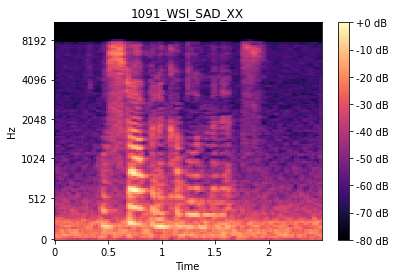 1091_WSI_SAD_XX
Hz
8192
4096
2048
1024
512
0
0
0.5
1
1.5
2
Time
+0 dB
-10 dB
-20 dB
-30 dB
-40 dB
-50 dB
-60 dB
-70 dB
-80 dB